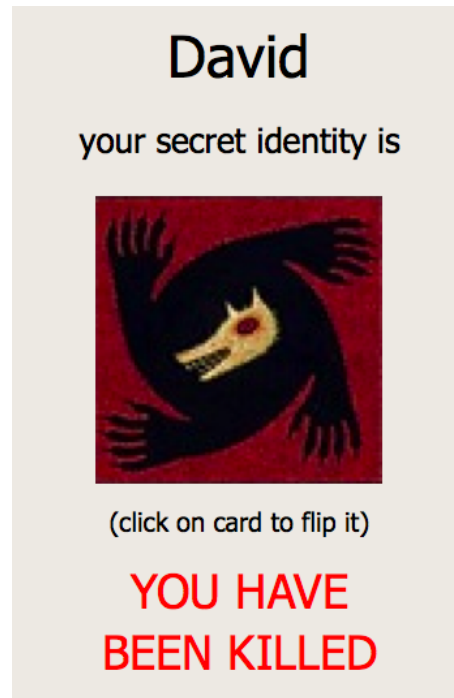 David
your secret identity is
(click on card to flip it)
YOU HAVE
BEEN KILLED